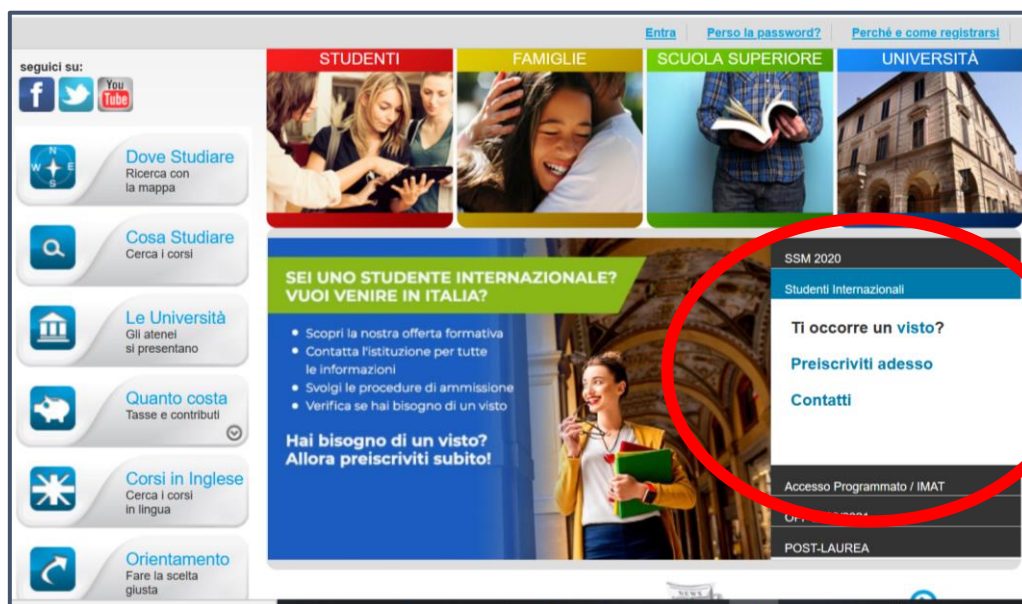 Entra Perso la password? Perché e come registrarsi
seguici su:
f You Tube
STUDENTI FAMIGLIE SCUOLA SUPERIORE UNIVERSITÀ
N
W E
S
Dove Studiare
Ricerca con
la mappa
Cosa Studiare
Cerca i corsi
Le Università
Gli atenei
si presentano
Quanto costa
Tasse e contributi
Corsi in Inglese
Cerca i corsi
in lingua
Orientamento
Fare la scelta
giusta
SEI UNO STUDENTE INTERNAZIONALE?
VUOI VENIRE IN ITALIA?
• Scopri la nostra offerta formativa
• Contatta l'istituzione per tutte
le informazioni
• Svolgi le procedure di ammissione
• Verifica se hai bisogno di un visto
Hai bisogno di un visto?
Allora preiscriviti subito!
SSM 2020
Studenti Internazionali
Ti occorre un visto?
Preiscriviti adesso
Contatti
Accesso Programmato / IMAT
POST-LAUREA
NEWS